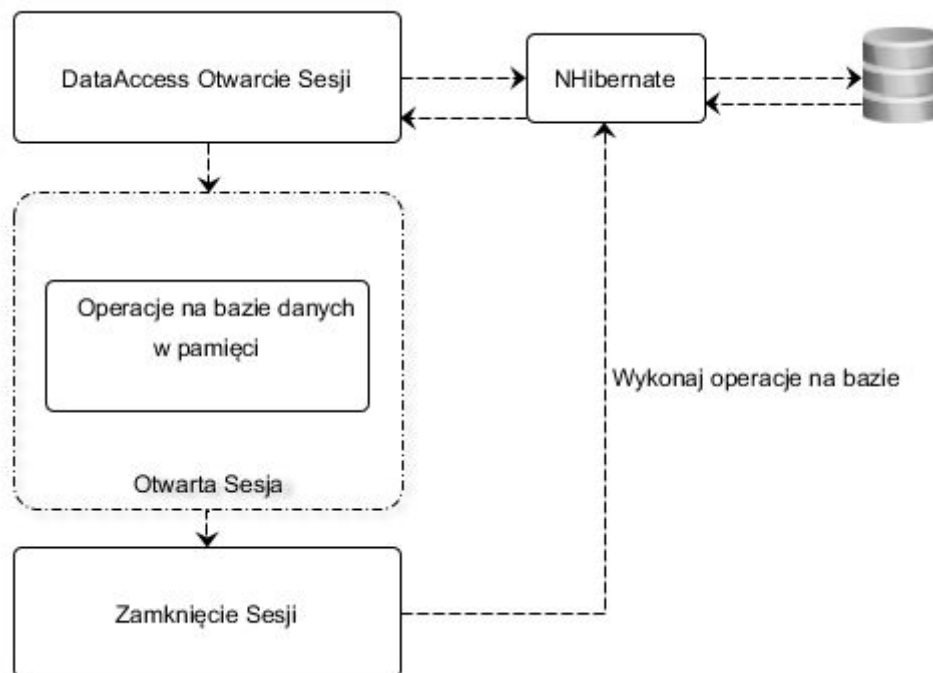 DataAccess Otwarcie Sesji
NHibernate
Operacje na bazie danych
w pamięci
Wykonaj operacje na bazie
Otwarta Sesja
Zamknięcie Sesji